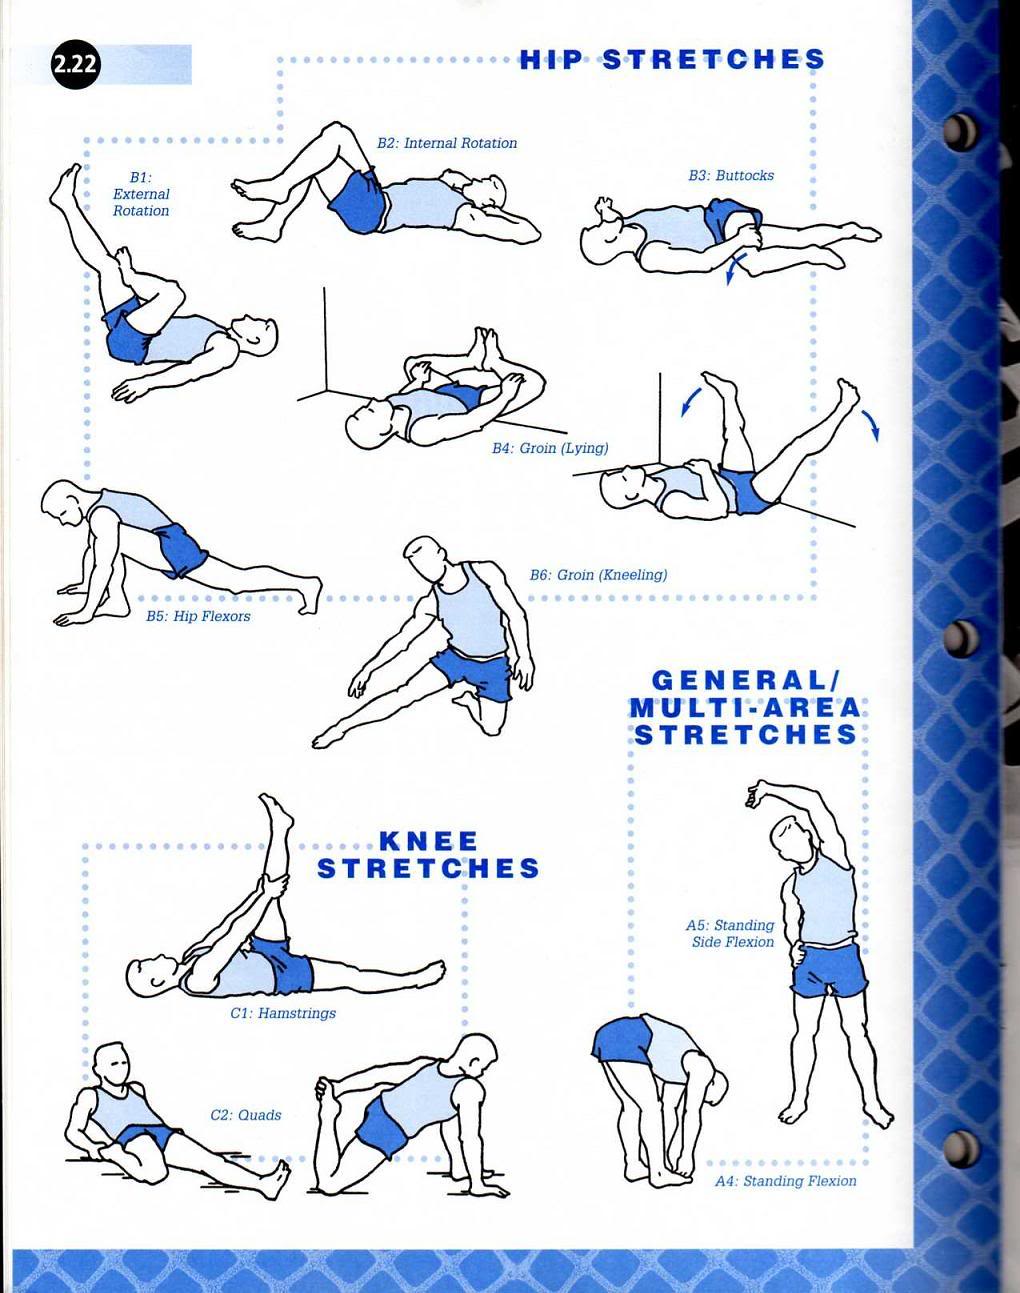 2.22
HIP STRETCHES
B1:
External
Rotation
B2: Internal Rotation
B3: Buttocks
B4: Groin (Lying)
B5: Hip Flexors
B6: Groin (Kneeling)
GENERAL/
MULTI-AREA
STRETCHES
KNEE
STRETCHES
A5: Standing
Side Flexion
C1: Hamstrings
C2: Quads
A4: Standing Flexion